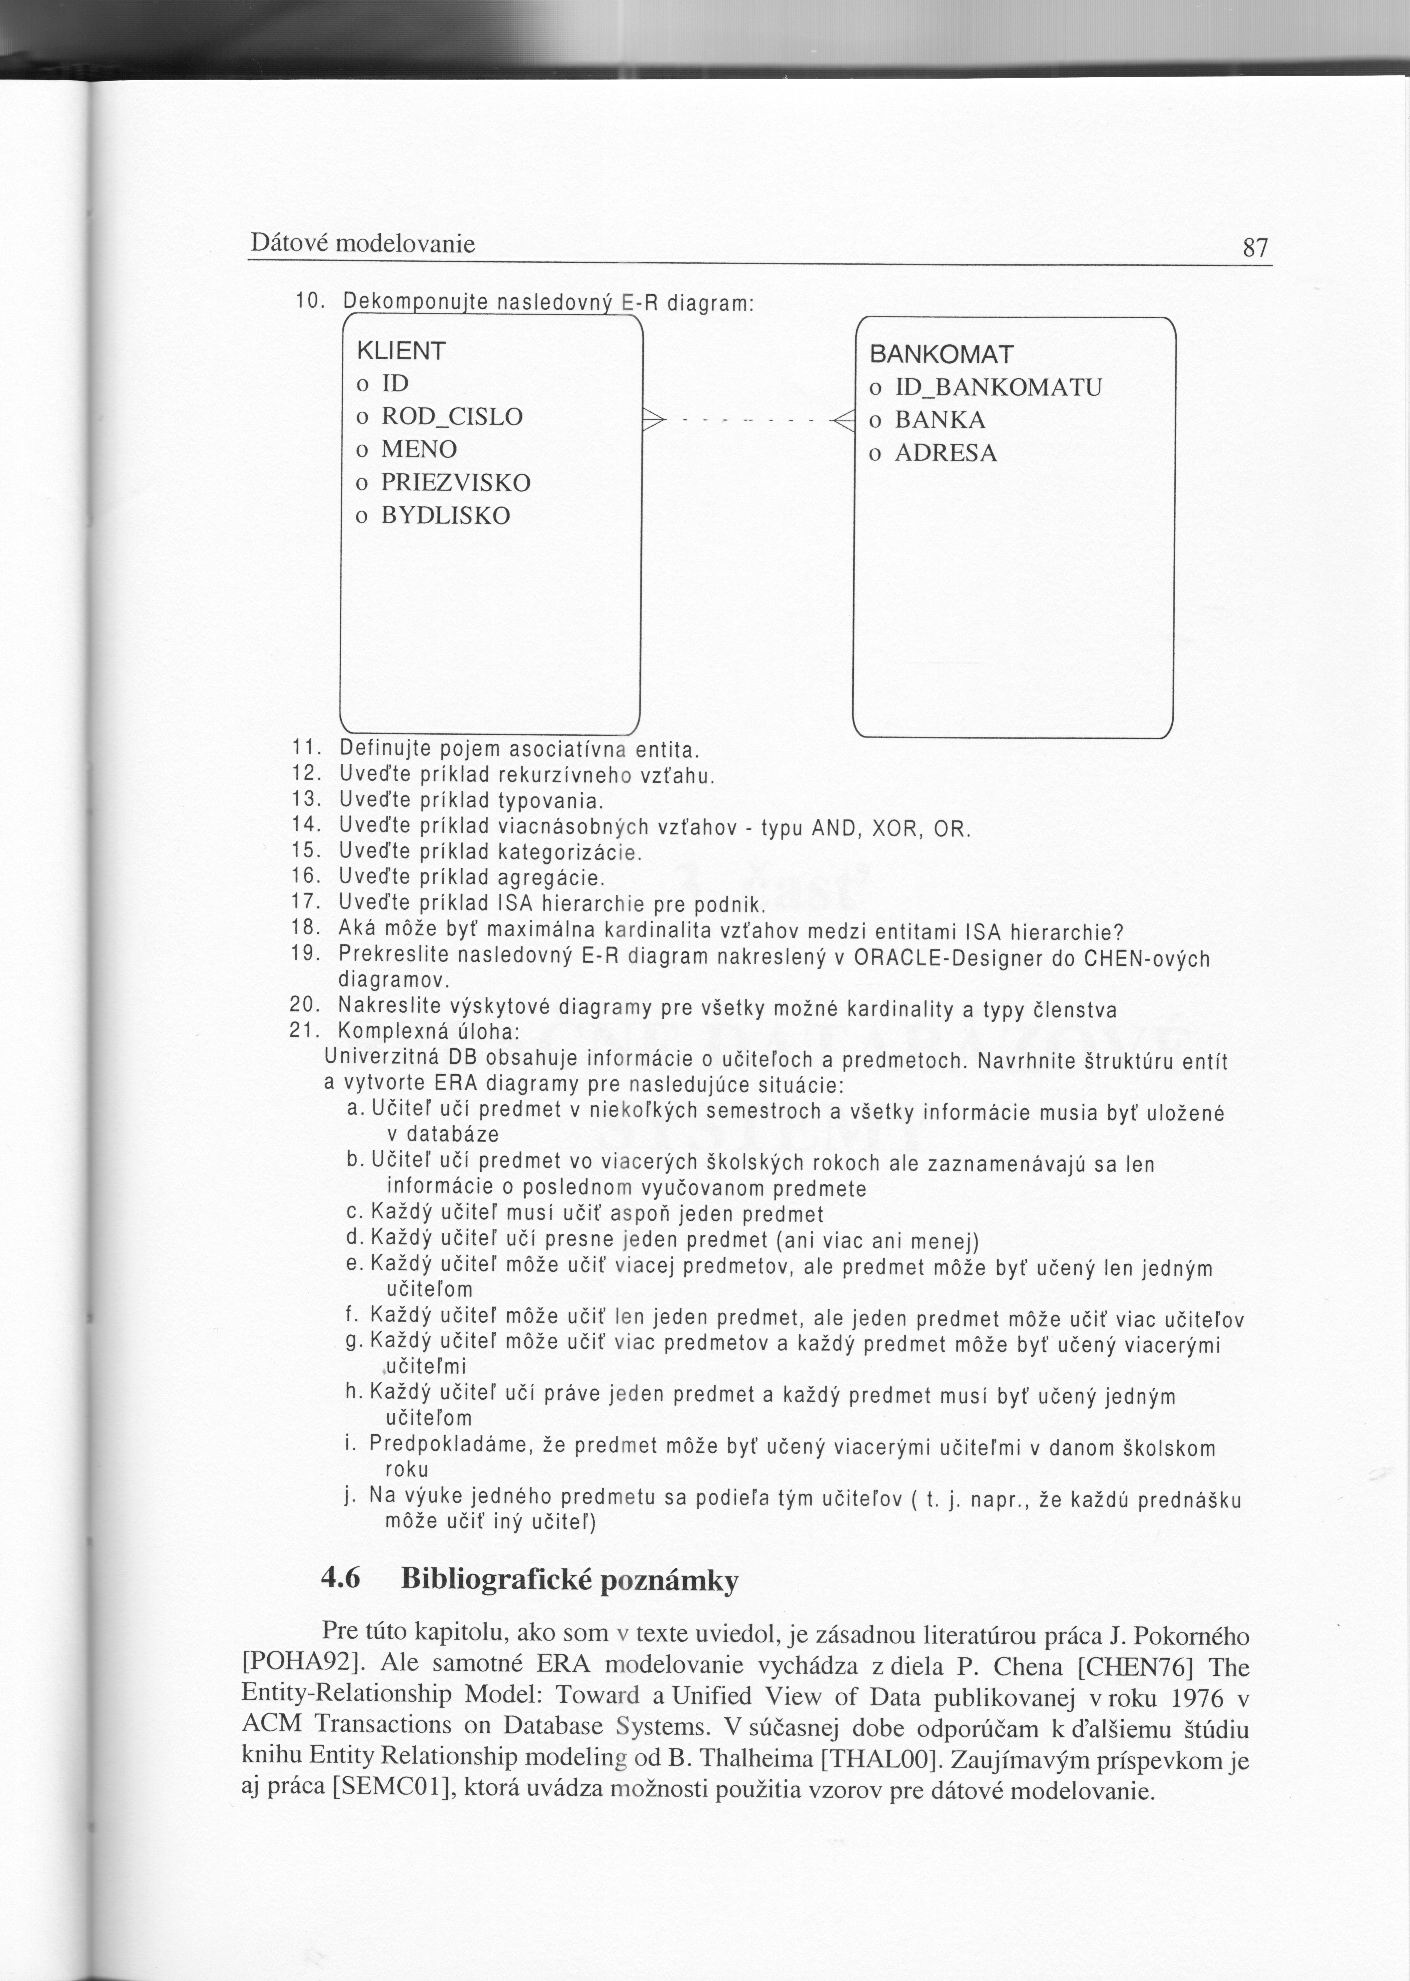 Dátové modelovanie 87
10. Dekomponujte nasledovný E-R diagram:
KLIENT
o ID
o ROD_CISLO
o MENO
o PRIEZVISKO
o BYDLISKO
BANKOMAT
o ID_BANKOMATU
o BANKA
o ADRESA
11. Definujte pojem asociatívna entita.
12. Uveďte príklad rekurzívneho vzťahu.
13. Uveďte príklad typovania.
14. Uveďte príklad viacnásobných vzťahov - typu AND, XOR, OR.
15. Uveďte príklad kategorizácie.
16. Uveďte príklad agregácie.
17. Uveďte príklad ISA hierarchie pre podnik.
18. Aká môže byť maximálna kardinalita vzťahov medzi entitami ISA hierarchie?
19. Prekreslite nasledovný E-R diagram nakreslený v ORACLE-Designer do CHEN-ových
diagramov.
20. Nakreslite výskytové diagramy pre všetky možné kardinality a typy členstva
21. Komplexná úloha:
Univerzitná DB obsahuje informácie o učiteľoch a predmetoch. Navrhnite štruktúru entít
a vytvorte ERA diagramy pre nasledujúce situácie:
a. Učiteľ učí predmet v niekoľkých semestroch a všetky informácie musia byť uložené
v databáze
b. Učiteľ učí predmet vo viacerých školských rokoch ale zaznamenávajú sa len
informácie o poslednom vyučovanom predmete
c. Každý učiteľ musí učiť aspoň jeden predmet
d. Každý učiteľ učí presne jeden predmet (ani viac ani menej)
e. Každý učiteľ môže učiť viacej predmetov, ale predmet môže byť učený len jedným
učiteľom
f. Každý učiteľ môže učiť len jeden predmet, ale jeden predmet môže učiť viac učiteľov
g. Každý učiteľ môže učiť viac predmetov a každý predmet môže byť učený viacerými
učiteľmi
h. Každý učiteľ učí práve jeden predmet a každý predmet musí byť učený jedným
učiteľom
i. Predpokladáme, že predmet môže byť učený viacerými učiteľmi v danom školskom
roku
j. Na výuke jedného predmetu sa podieľa tým učiteľov ( t. j. napr., že každú prednášku
môže učiť iný učiteľ)
4.6 Bibliografické poznámky
Pre túto kapitolu, ako som v texte uviedol, je zásadnou literatúrou práca J. Pokorného
[POHA92]. Ale samotné ERA modelovanie vychádza z diela P. Chena [CHEN76] The
Entity-Relationship Model: Toward a Unified View of Data publikovanej v roku 1976 v
ACM Transactions on Database Systems. V súčasnej dobe odporúčam k ďalšiemu štúdiu
knihu Entity Relationship modeling od B. Thalheima [THAL00]. Zaujímavým príspevkom je
aj práca [SEMC01], ktorá uvádza možnosti použitia vzorov pre dátové modelovanie.